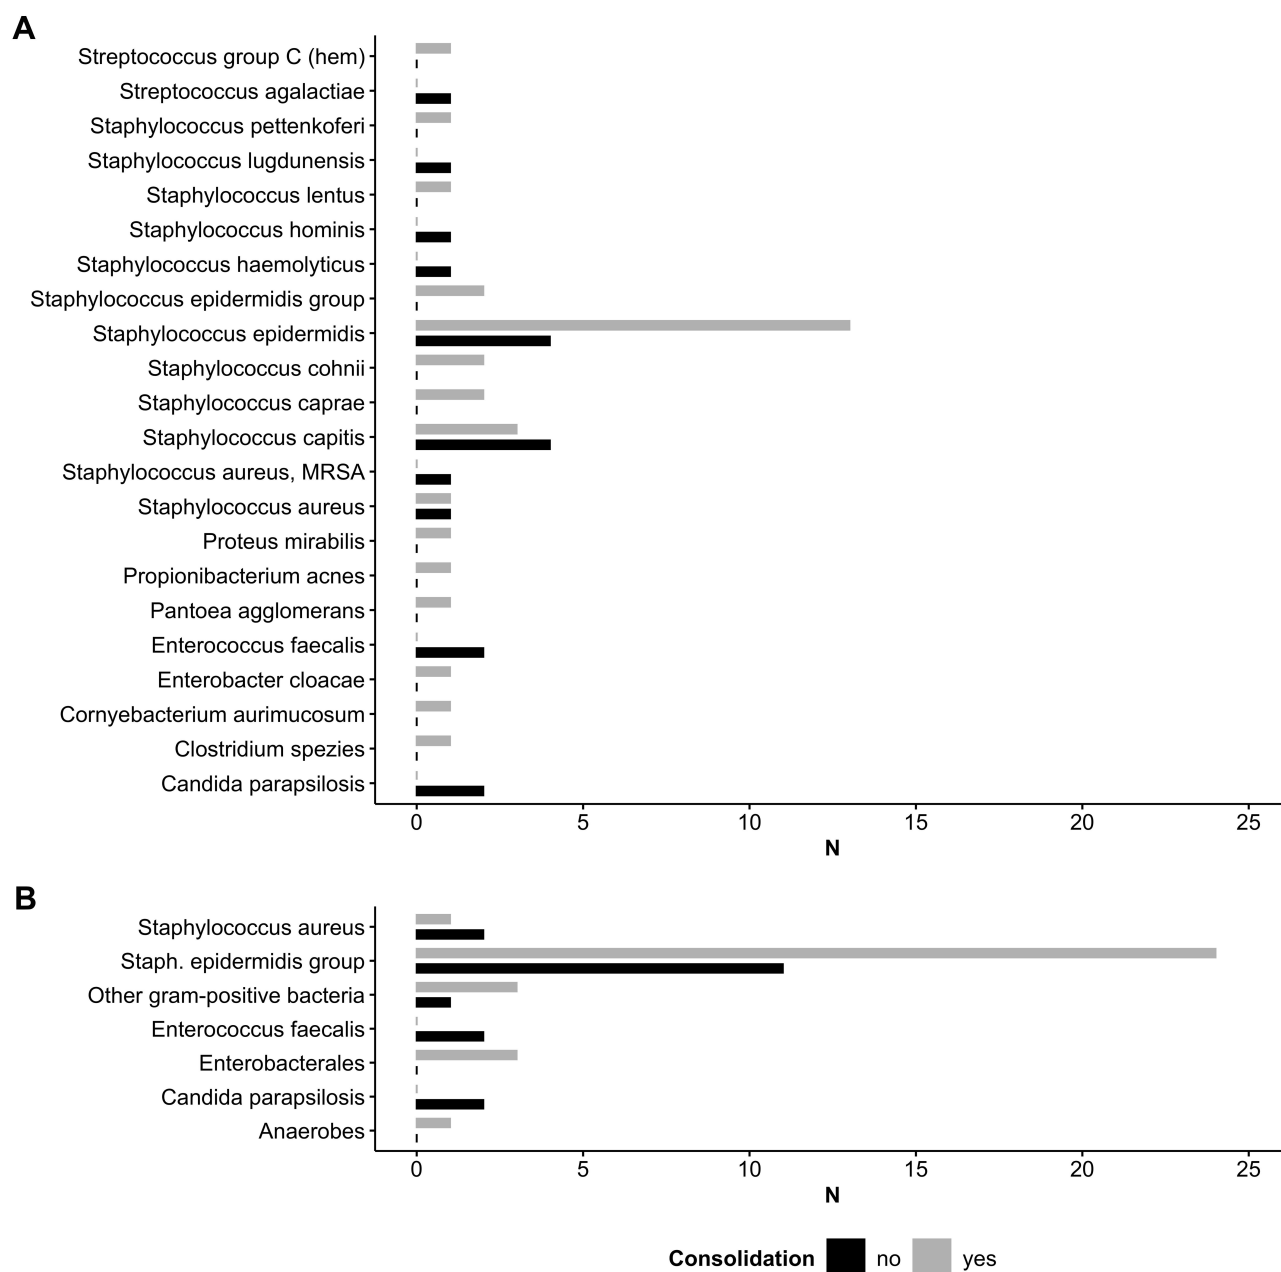 A
Streptococcus group C (hem)
Streptococcus agalactiae
Staphylococcus pettenkoferi
Staphylococcus lugdunensis
Staphylococcus lentus
Staphylococcus hominis
Staphylococcus haemolyticus
Staphylococcus epidermidis group
Staphylococcus epidermidis
Staphylococcus cohnii
Staphylococcus caprae
Staphylococcus capitis
Staphylococcus aureus, MRSA
Staphylococcus aureus
Proteus mirabilis
Propionibacterium acnes
Pantoea agglomerans
Enterococcus faecalis
Enterobacter cloacae
Cornyebacterium aurimucosum
Clostridium spezies
Candida parapsilosis
0 5 10 15 20 25
N
B
Staphylococcus aureus
Staph. epidermidis group
Other gram-positive bacteria
Enterococcus faecalis
Enterobacterales
Candida parapsilosis
Anaerobes
0 5 10 15 20 25
N
Consolidation no yes